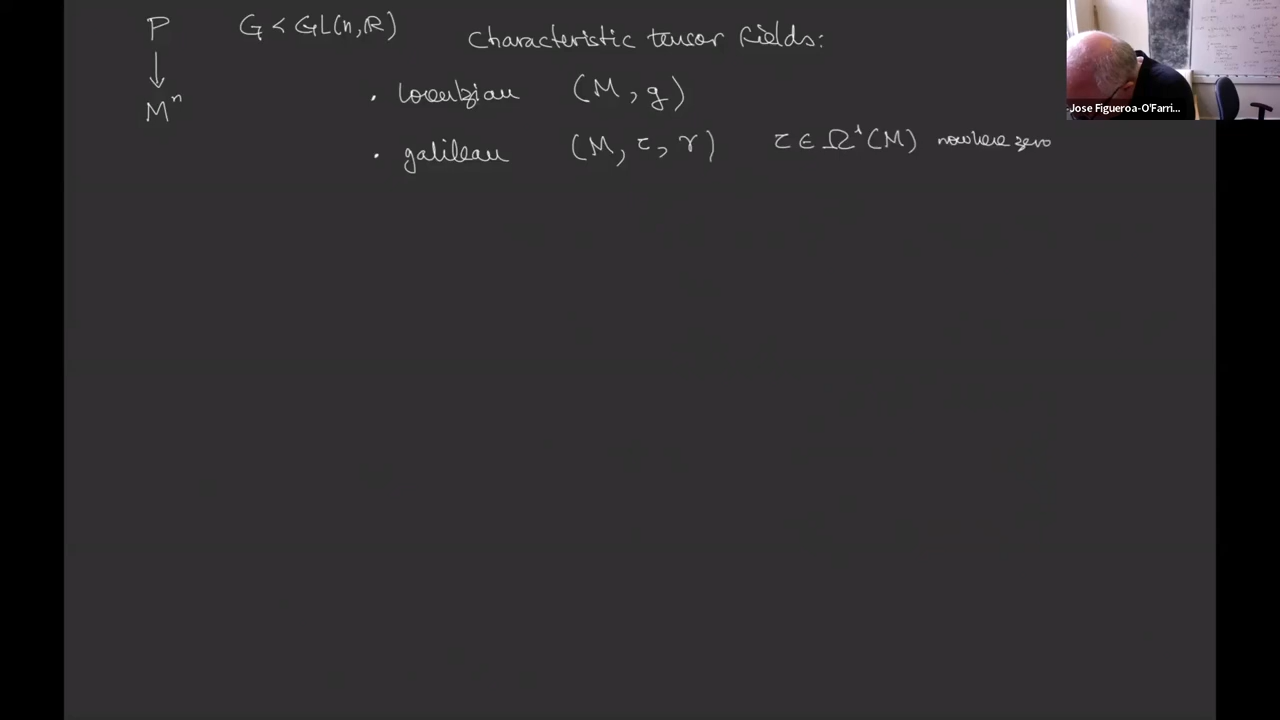 P G < GL(n, ℝ) Characteristic tensor fields:
↓
Mⁿ
· lorentzian (M, g)
· galilean (M, τ, γ) τ ∈ Ω¹(M) nowhere zero
Jose Figueroa-O'Farri...